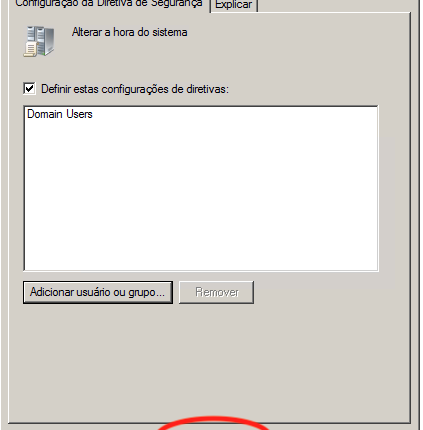 Configuração da Diretiva de Segurança Explicar
Alterar a hora do sistema
Definir estas configurações de diretivas:
Domain Users
Adicionar usuário ou grupo... Remover